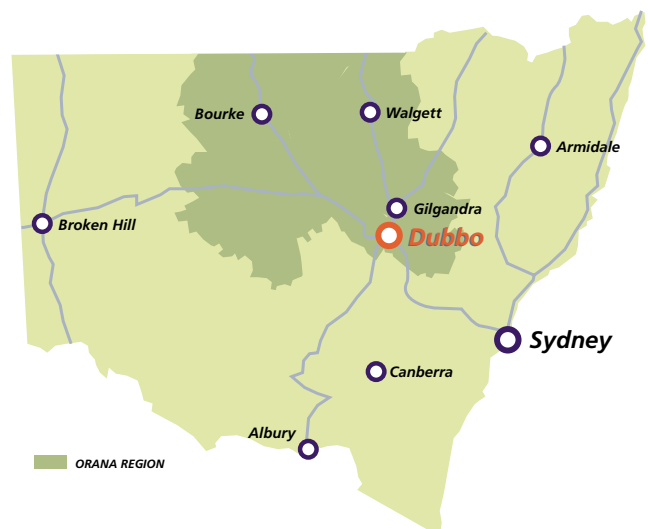 Bourke
Walgett
Armidale
Gilgandra
Broken Hill
Dubbo
Sydney
Canberra
Albury
ORANA REGION